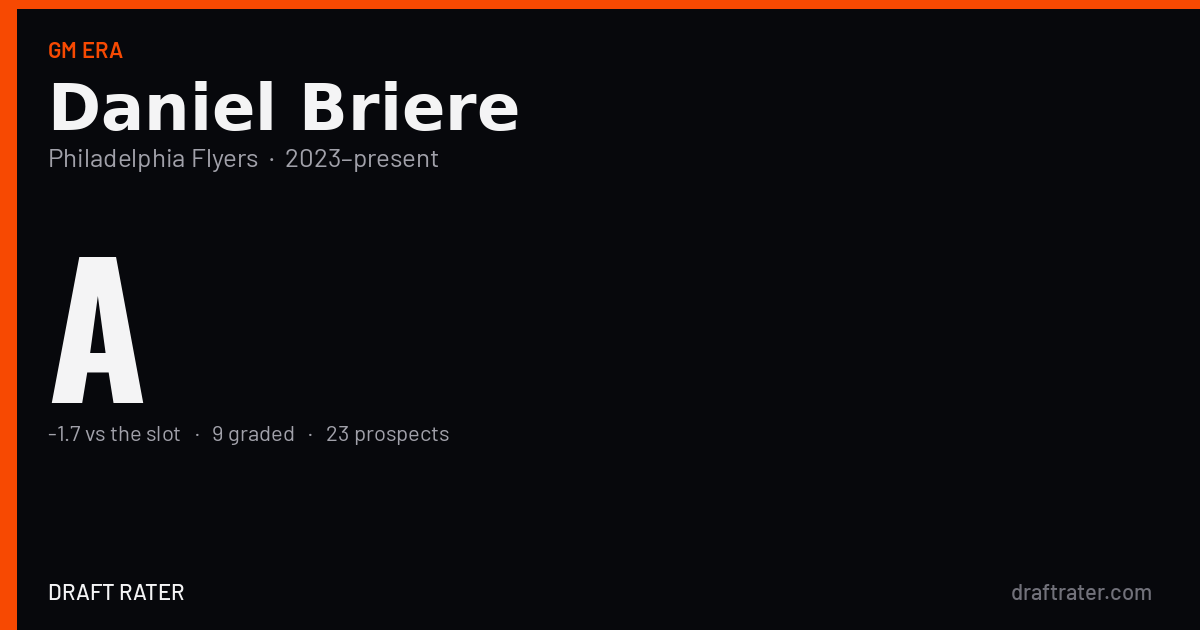 GM ERA
Daniel Briere
Philadelphia Flyers · 2023–present
A
-1.7 vs the slot · 9 graded · 23 prospects
DRAFT RATER
draftrater.com